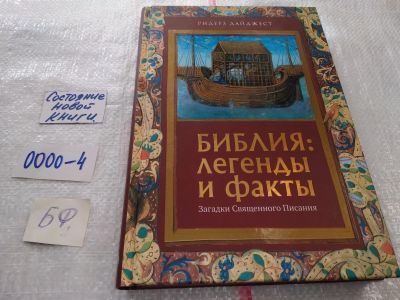 РИДЕРЗ ДАЙДЖЕСТ
БИБЛИЯ:
легенды
и факты
Загадки Священного Писания
Состояние
новой
книги
0000-4
БФ